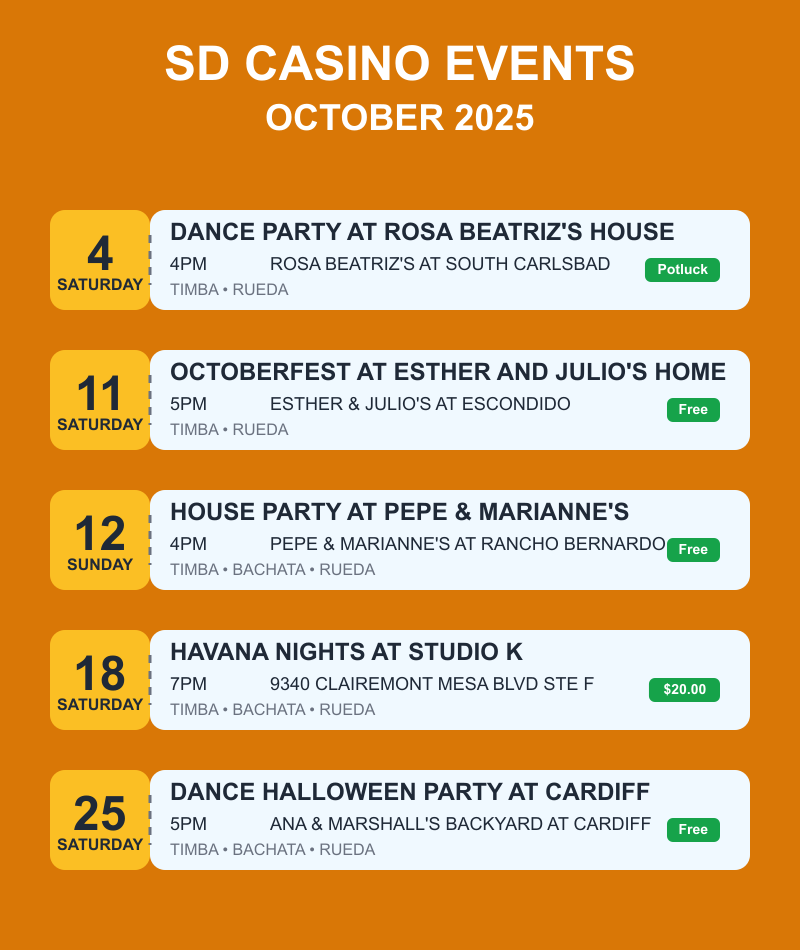 SD CASINO EVENTS
OCTOBER 2025
4
SATURDAY
DANCE PARTY AT ROSA BEATRIZ'S HOUSE
4PM ROSA BEATRIZ'S AT SOUTH CARLSBAD Potluck
TIMBA • RUEDA
11
SATURDAY
OCTOBERFEST AT ESTHER AND JULIO'S HOME
5PM ESTHER & JULIO'S AT ESCONDIDO Free
TIMBA • RUEDA
12
SUNDAY
HOUSE PARTY AT PEPE & MARIANNE'S
4PM PEPE & MARIANNE'S AT RANCHO BERNARDO Free
TIMBA • BACHATA • RUEDA
18
SATURDAY
HAVANA NIGHTS AT STUDIO K
7PM 9340 CLAIREMONT MESA BLVD STE F $20.00
TIMBA • BACHATA • RUEDA
25
SATURDAY
DANCE HALLOWEEN PARTY AT CARDIFF
5PM ANA & MARSHALL'S BACKYARD AT CARDIFF Free
TIMBA • BACHATA • RUEDA